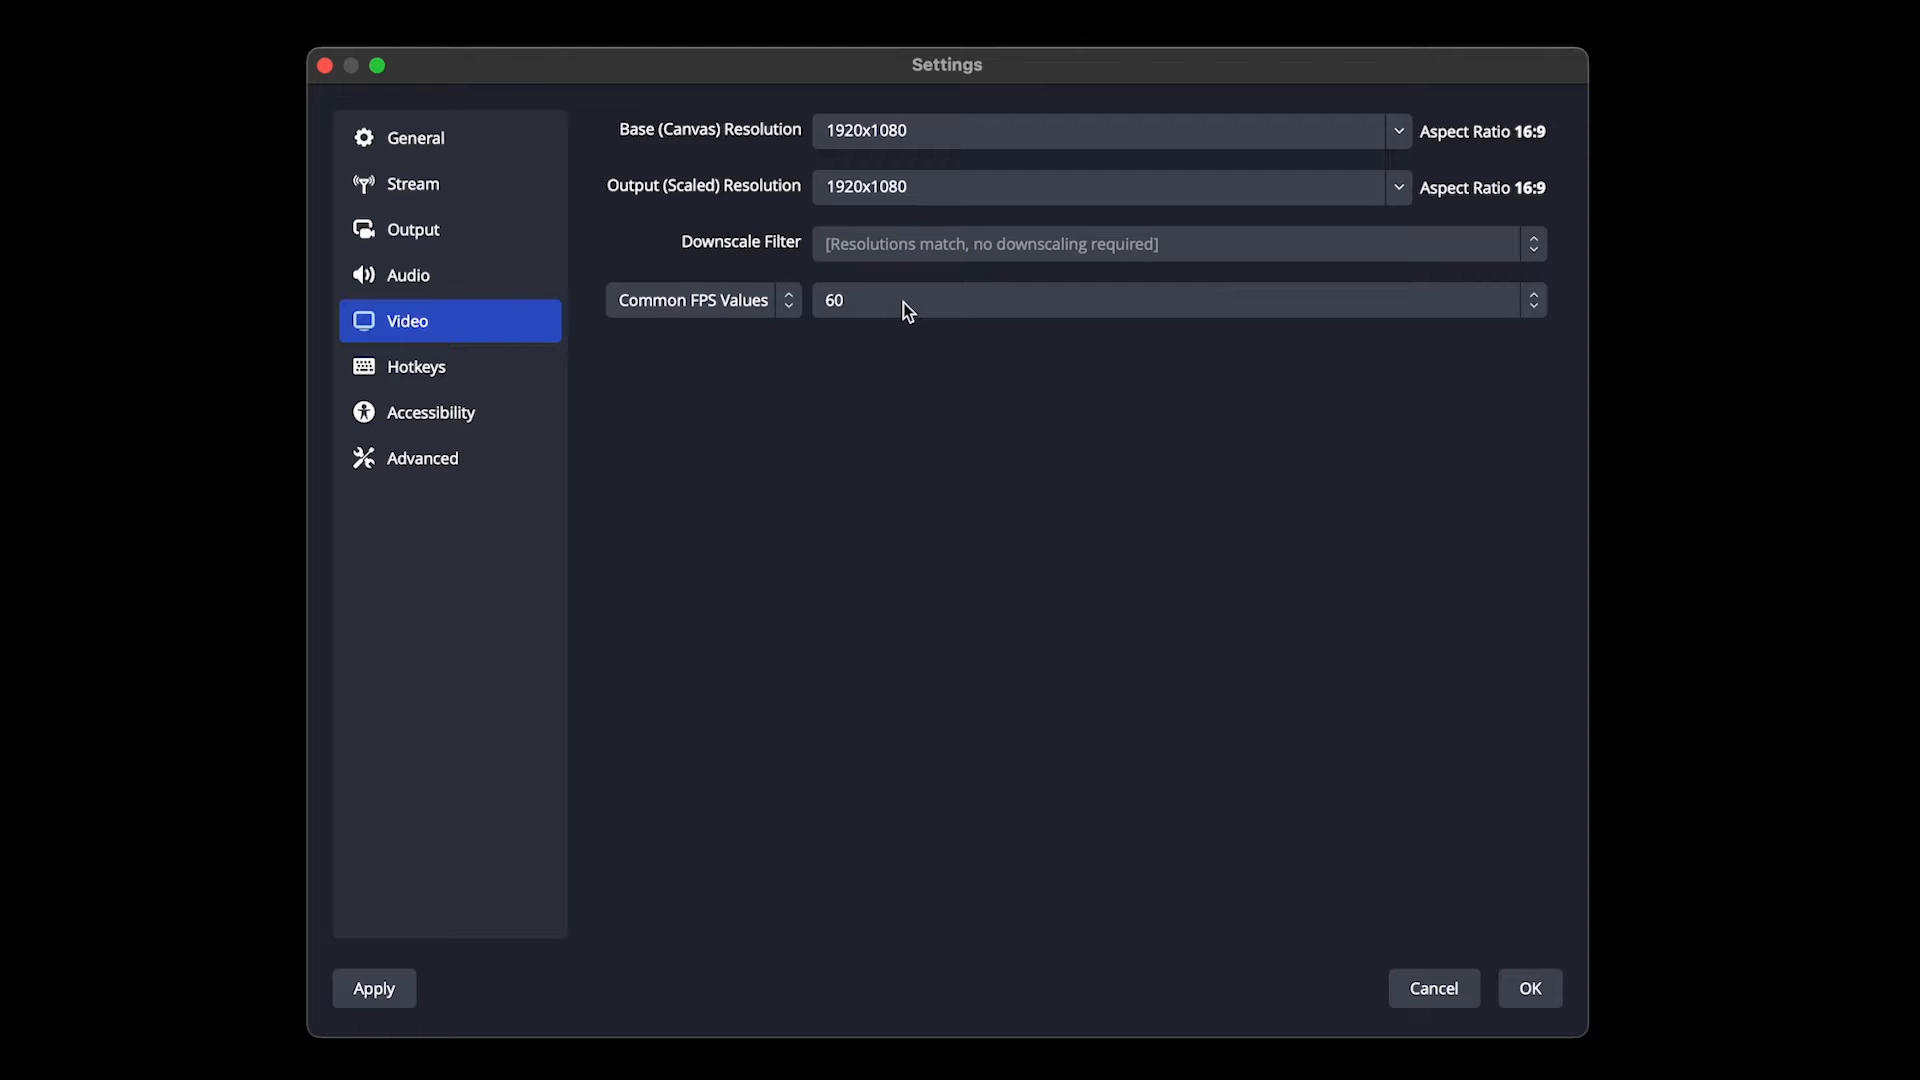 Settings
General
Stream
Output
Audio
Video
Hotkeys
Accessibility
Advanced
Base (Canvas) Resolution 1920x1080 Aspect Ratio 16:9
Output (Scaled) Resolution 1920x1080 Aspect Ratio 16:9
Downscale Filter [Resolutions match, no downscaling required]
Common FPS Values 60
Apply Cancel OK